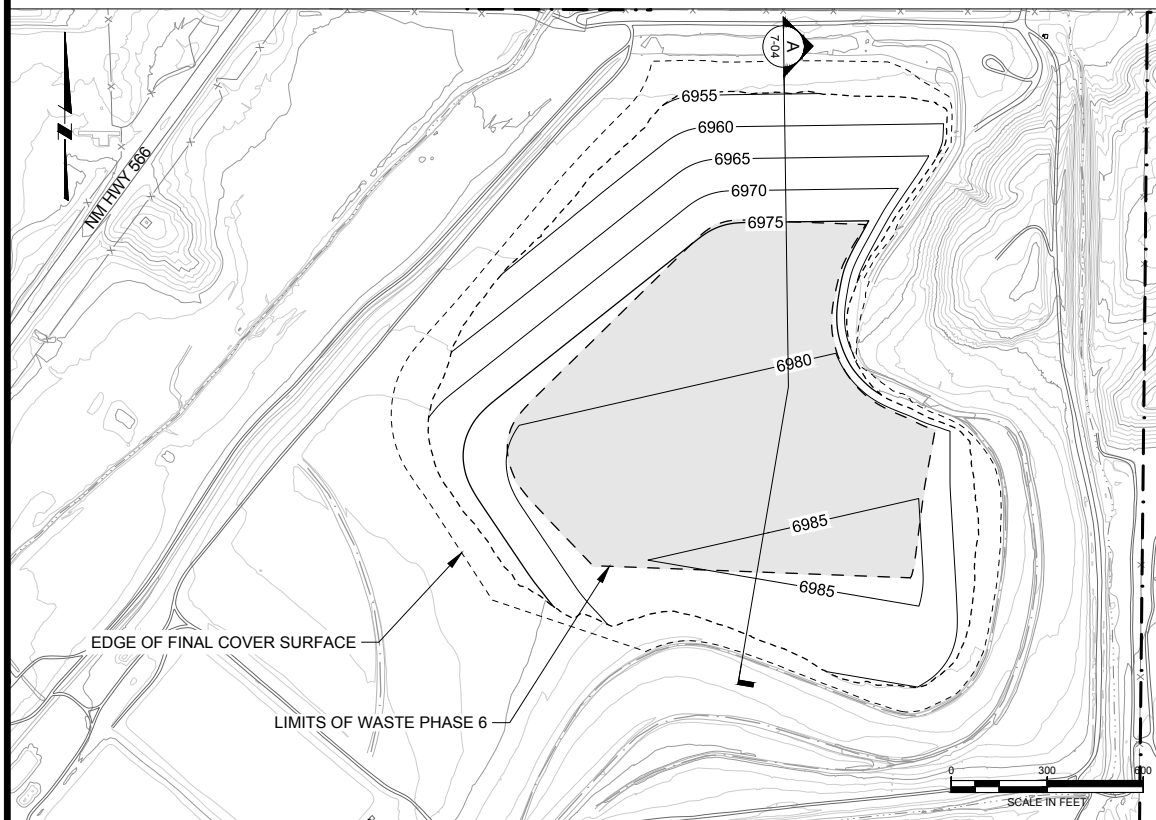 A
7-04
6955
6960
6965
6970
6975
NM HWY 566
6980
6985
6985
EDGE OF FINAL COVER SURFACE
LIMITS OF WASTE PHASE 6
0 300 600
SCALE IN FEET